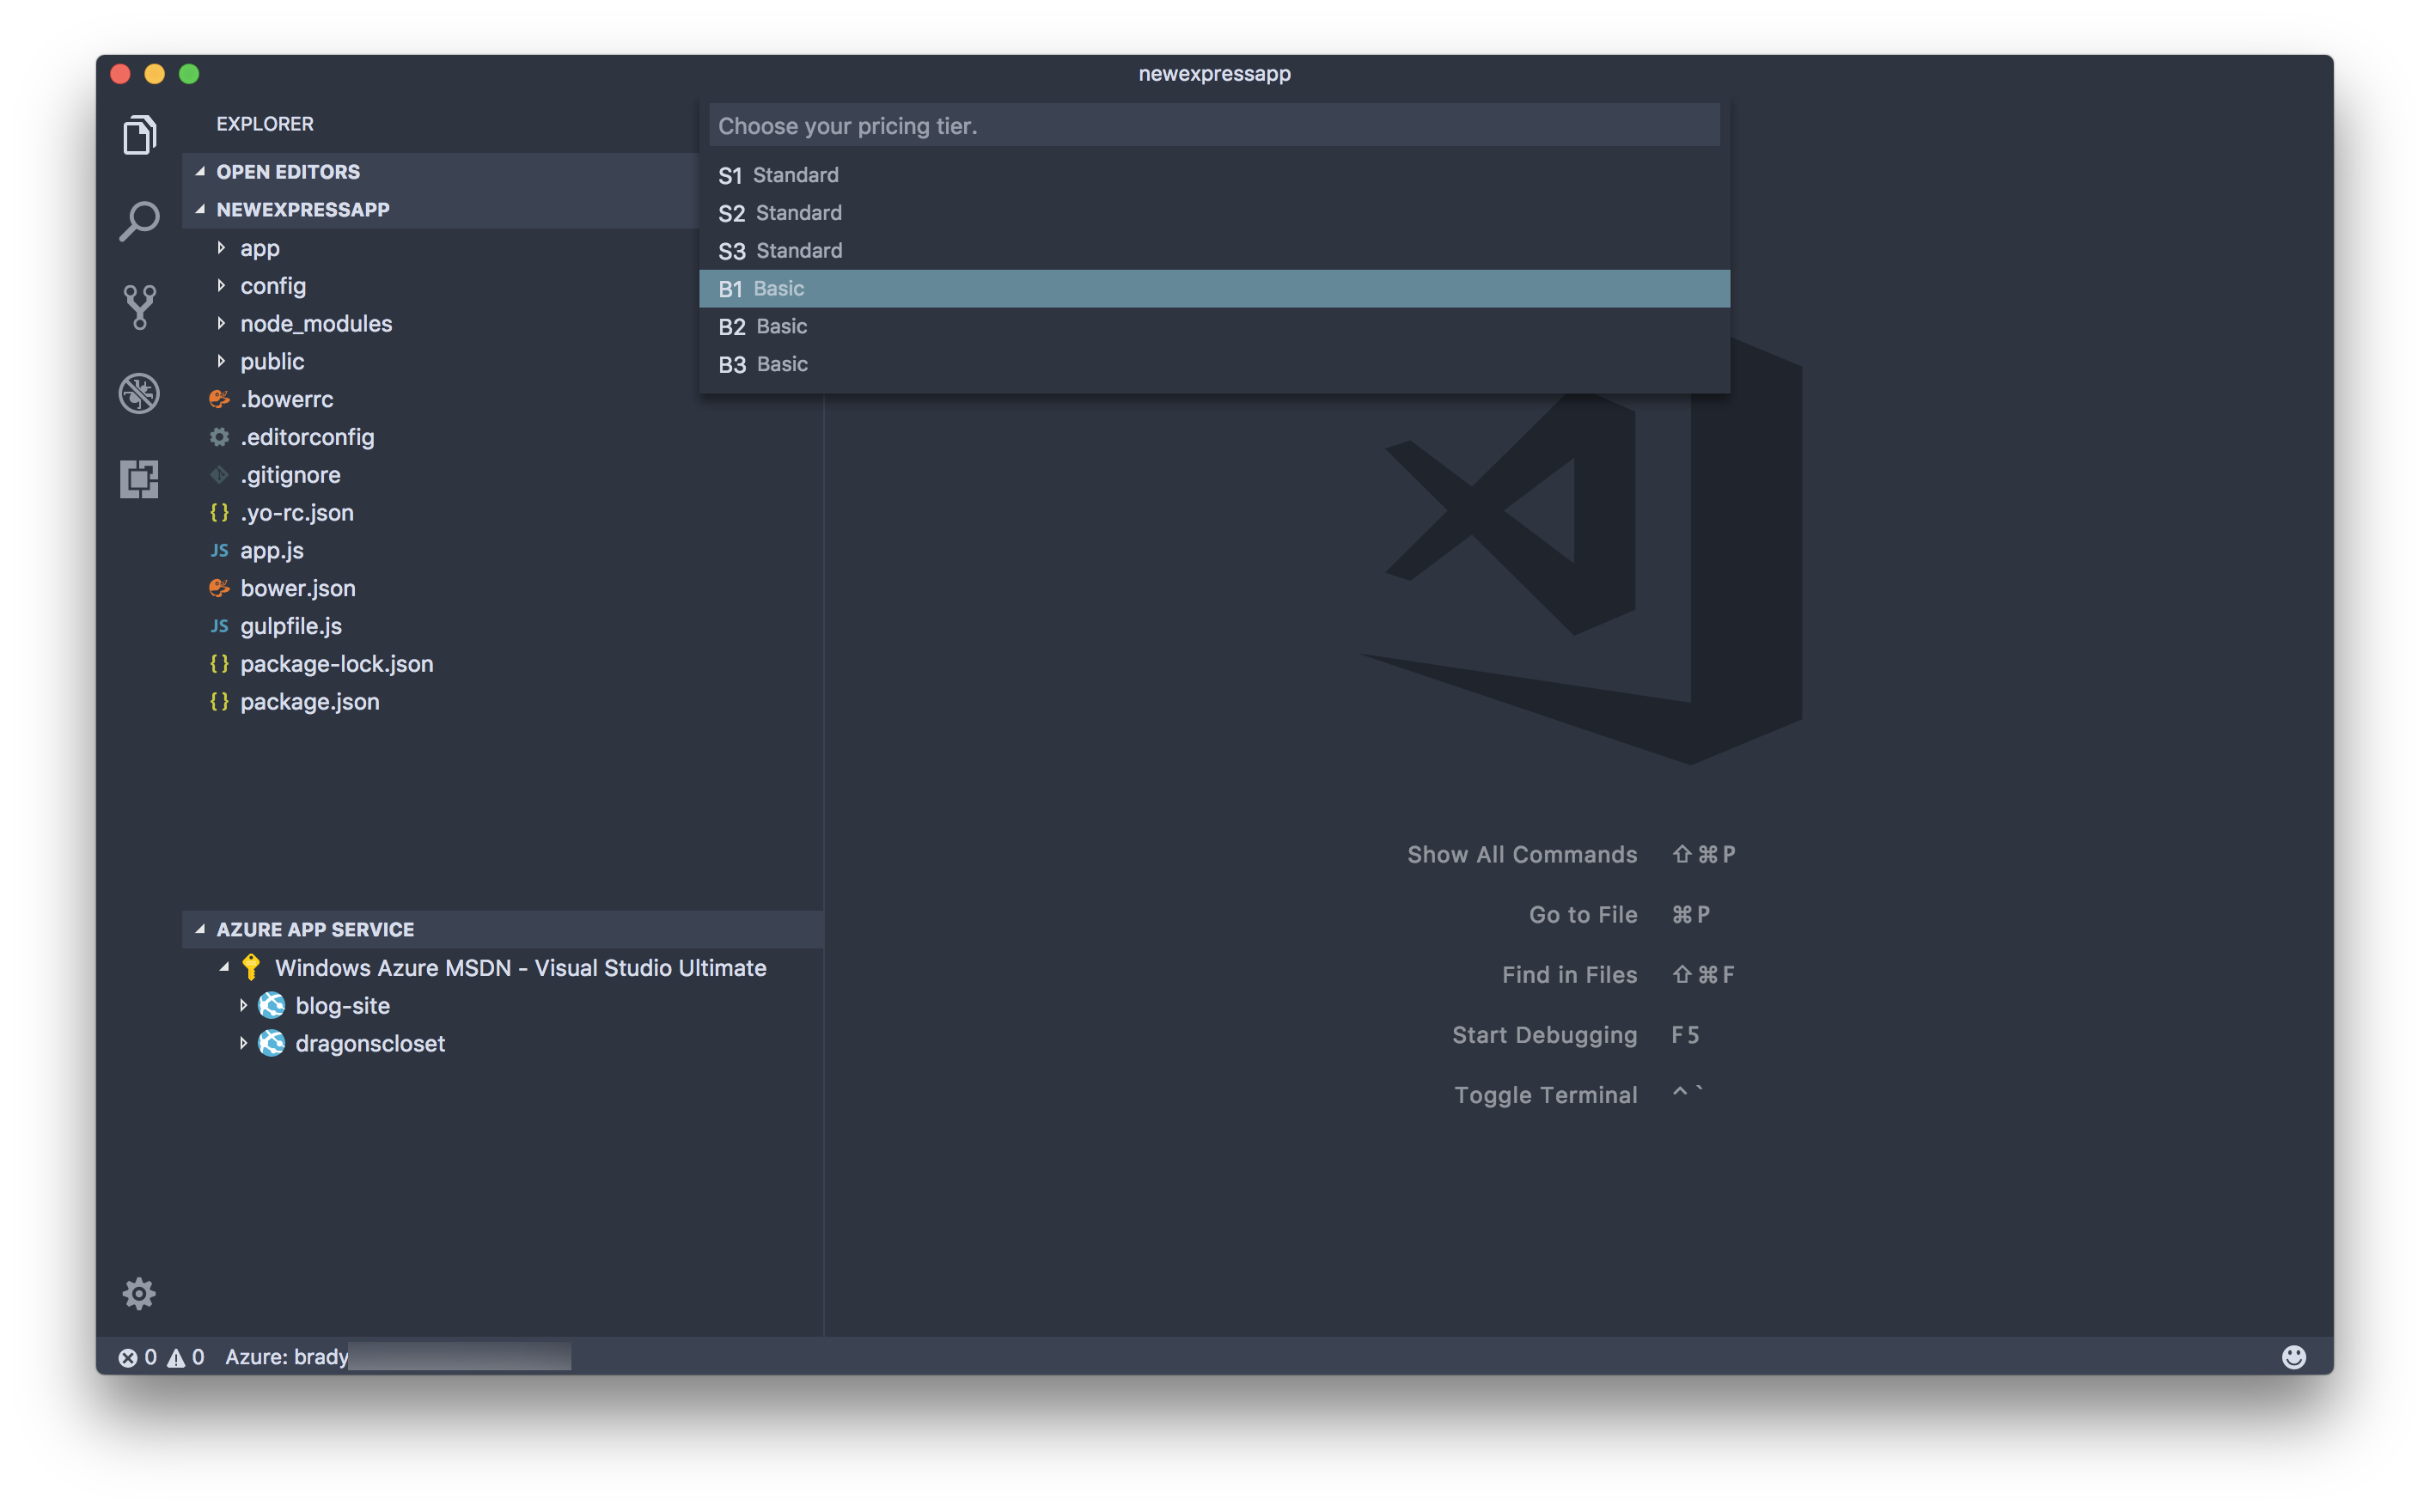 newexpressapp
EXPLORER
OPEN EDITORS
NEWEXPRESSAPP
app
config
node_modules
public
.bowerrc
.editorconfig
.gitignore
.yo-rc.json
JS app.js
bower.json
JS gulpfile.js
package-lock.json
package.json
AZURE APP SERVICE
Windows Azure MSDN - Visual Studio Ultimate
blog-site
dragonscloset
Choose your pricing tier.
S1 Standard
S2 Standard
S3 Standard
B1 Basic
B2 Basic
B3 Basic
Show All Commands ⇧⌘P
Go to File ⌘P
Find in Files ⇧⌘F
Start Debugging F5
Toggle Terminal ^`
0 0 Azure: brady